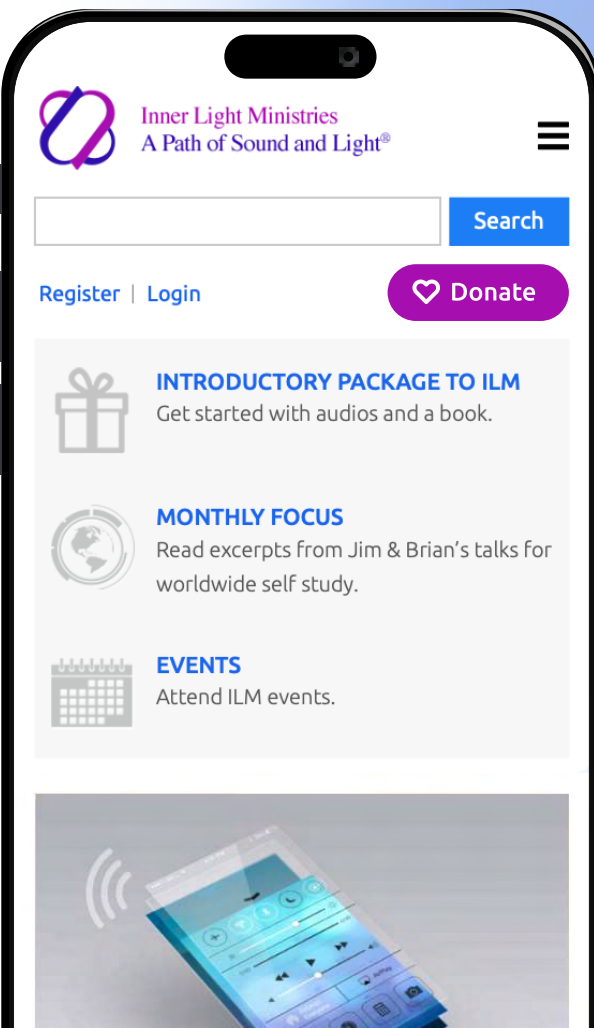 Inner Light Ministries
A Path of Sound and Light®
Search
Register | Login
Donate
INTRODUCTORY PACKAGE TO ILM
Get started with audios and a book.
MONTHLY FOCUS
Read excerpts from Jim & Brian’s talks for
worldwide self study.
EVENTS
Attend ILM events.
AirPlay